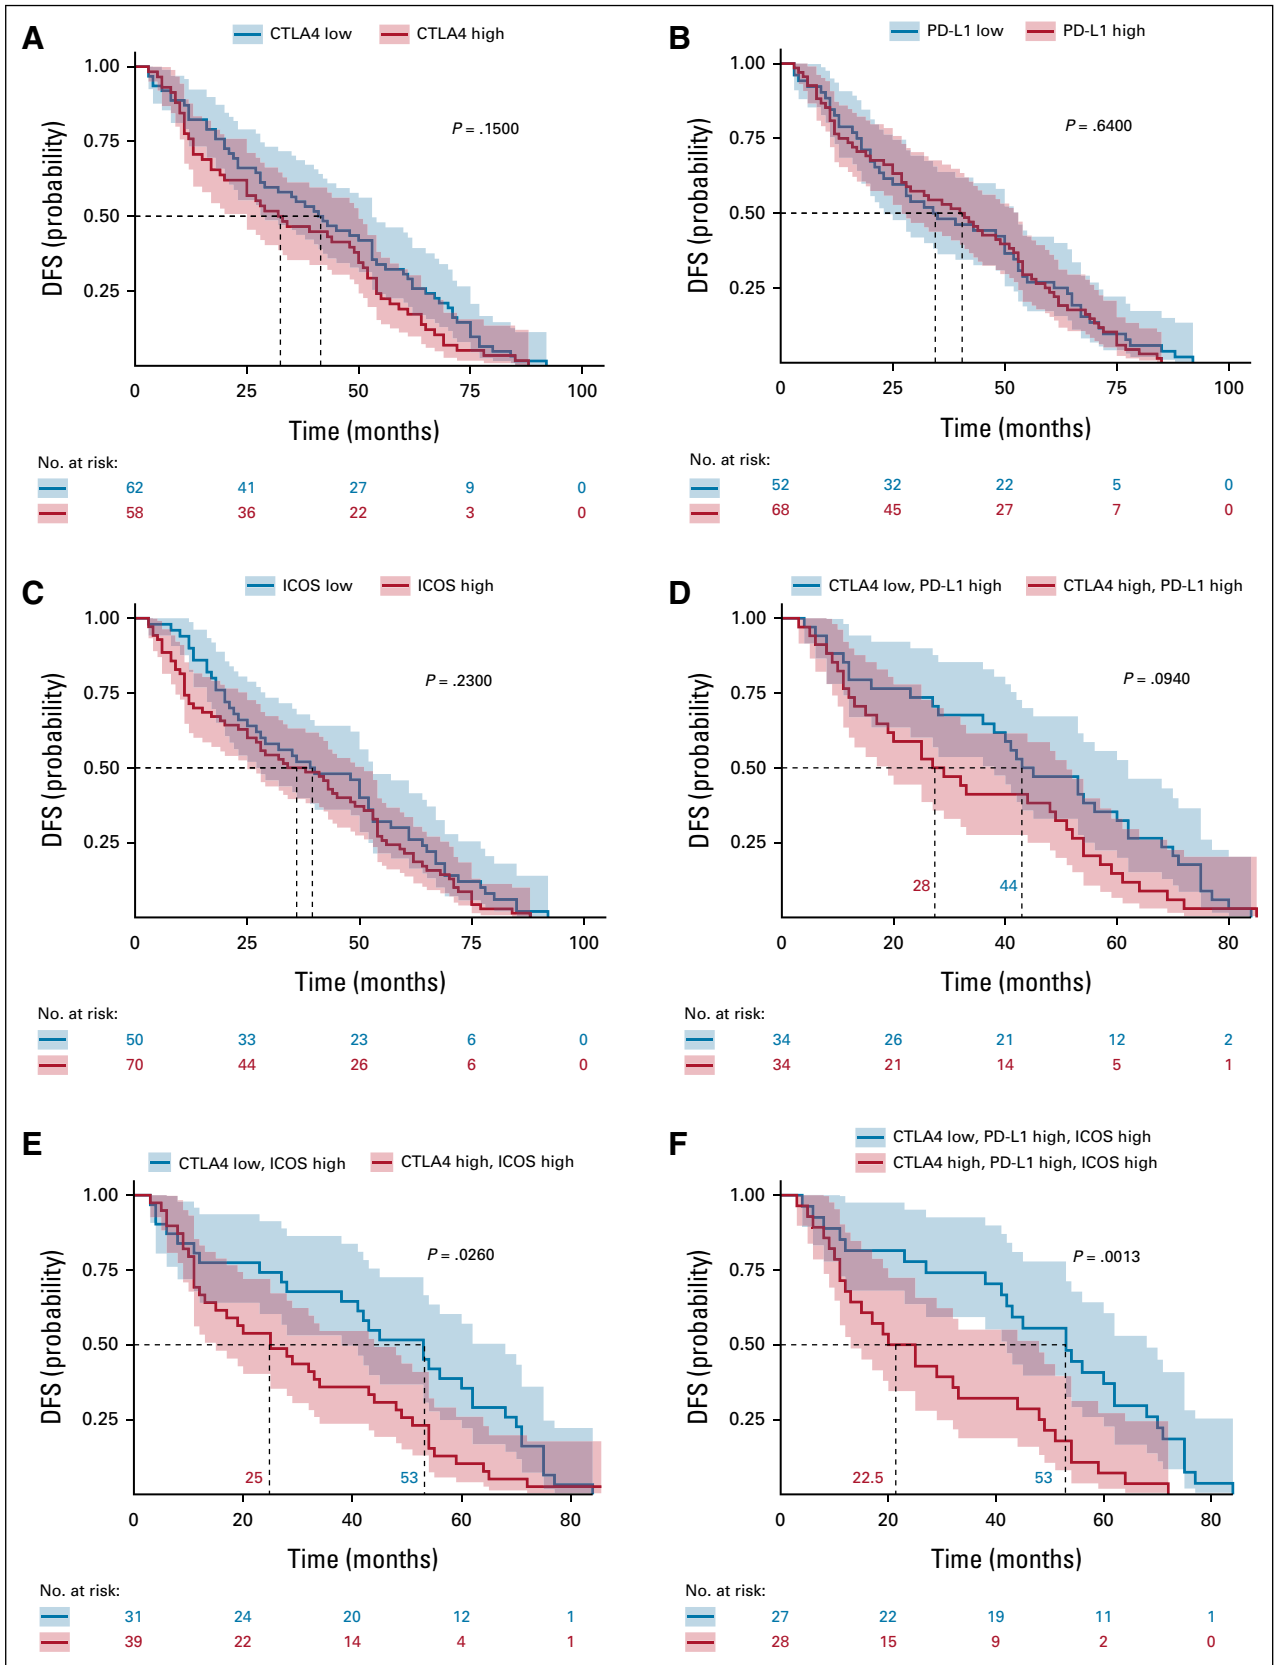 A
CTLA4 low CTLA4 high
DFS (probability)
1.00
0.75
0.50
0.25
P = .1500
0 25 50 75 100
Time (months)
No. at risk:
62 41 27 9 0
58 36 22 3 0
B
PD-L1 low PD-L1 high
DFS (probability)
1.00
0.75
0.50
0.25
P = .6400
0 25 50 75 100
Time (months)
No. at risk:
52 32 22 5 0
68 45 27 7 0
C
ICOS low ICOS high
DFS (probability)
1.00
0.75
0.50
0.25
P = .2300
0 25 50 75 100
Time (months)
No. at risk:
50 33 23 6 0
70 44 26 6 0
D
CTLA4 low, PD-L1 high CTLA4 high, PD-L1 high
DFS (probability)
1.00
0.75
0.50
0.25
P = .0940
28 44
0 20 40 60 80
Time (months)
No. at risk:
34 26 21 12 2
34 21 14 5 1
E
CTLA4 low, ICOS high CTLA4 high, ICOS high
DFS (probability)
1.00
0.75
0.50
0.25
P = .0260
25 53
0 20 40 60 80
Time (months)
No. at risk:
31 24 20 12 1
39 22 14 4 1
F
CTLA4 low, PD-L1 high, ICOS high
CTLA4 high, PD-L1 high, ICOS high
DFS (probability)
1.00
0.75
0.50
0.25
P = .0013
22.5 53
0 20 40 60 80
Time (months)
No. at risk:
27 22 19 11 1
28 15 9 2 0